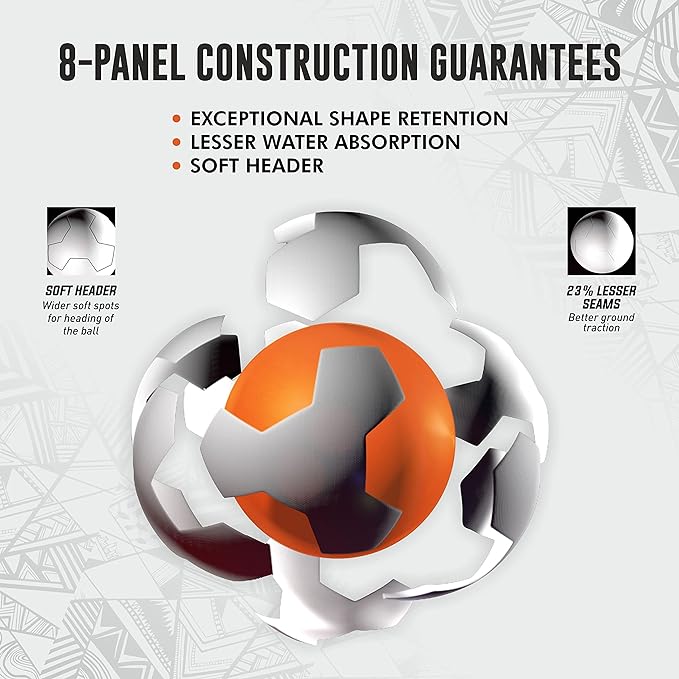 8-PANEL CONSTRUCTION GUARANTEES
• EXCEPTIONAL SHAPE RETENTION
• LESSER WATER ABSORPTION
• SOFT HEADER
SOFT HEADER
Wider soft spots
for heading of
the ball
23% LESSER
SEAMS
Better ground
traction